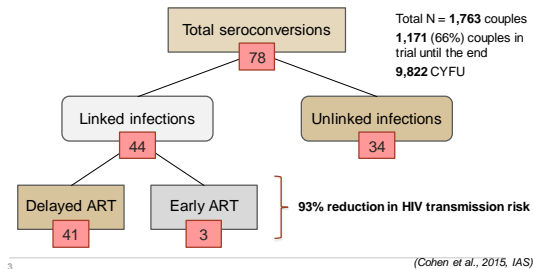 Total seroconversions
78
Total N = 1,763 couples
1,171 (66%) couples in
trial until the end
9,822 CYFU
Linked infections
44
Unlinked infections
34
Delayed ART
41
Early ART
3
93% reduction in HIV transmission risk
3
(Cohen et al., 2015, IAS)